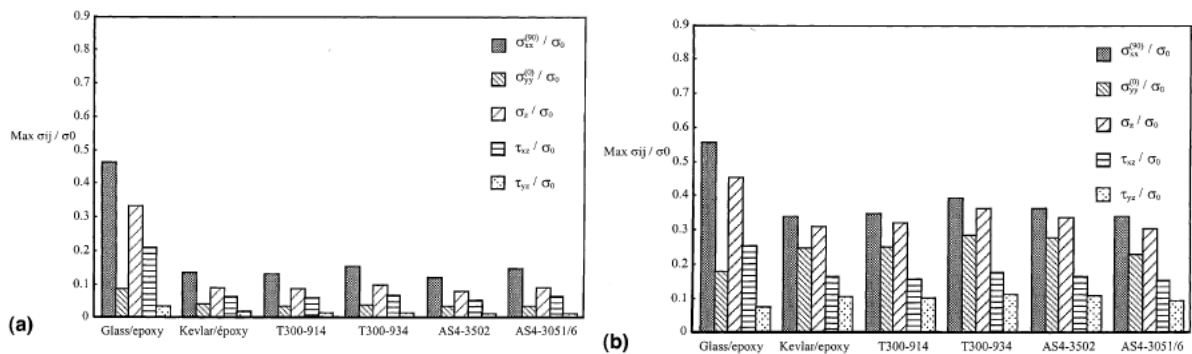 0.9
0.8
0.7
0.6
Max σij / σ0
0.5
0.4
0.3
0.2
0.1
0
σxx(90) / σ0
σyy(0) / σ0
σz / σ0
τxz / σ0
τyz / σ0
(a)
Glass/epoxy Kevlar/époxy T300-914 T300-934 AS4-3502 AS4-3051/6
0.9
0.8
0.7
0.6
Max σij / σ0
0.5
0.4
0.3
0.2
0.1
0
σxx(90) / σ0
σyy(0) / σ0
σz / σ0
τxz / σ0
τyz / σ0
(b)
Glass/epoxy Kevlar/epoxy T300-914 T300-934 AS4-3502 AS4-3051/6